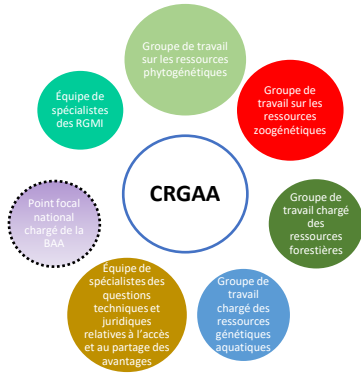 Groupe de travail
sur les ressources
phytogénétiques
Groupe de
travail sur les
ressources
zoogénétiques
Groupe de
travail chargé
des
ressources
forestières
Groupe de
travail
chargé des
ressources
génétiques
aquatiques
Équipe de
spécialistes des
questions
techniques et
juridiques
relatives à l'accès
et au partage des
avantages
Point focal
national
chargé de la
BAA
Équipe de
spécialistes
des RGMI
CRGAA